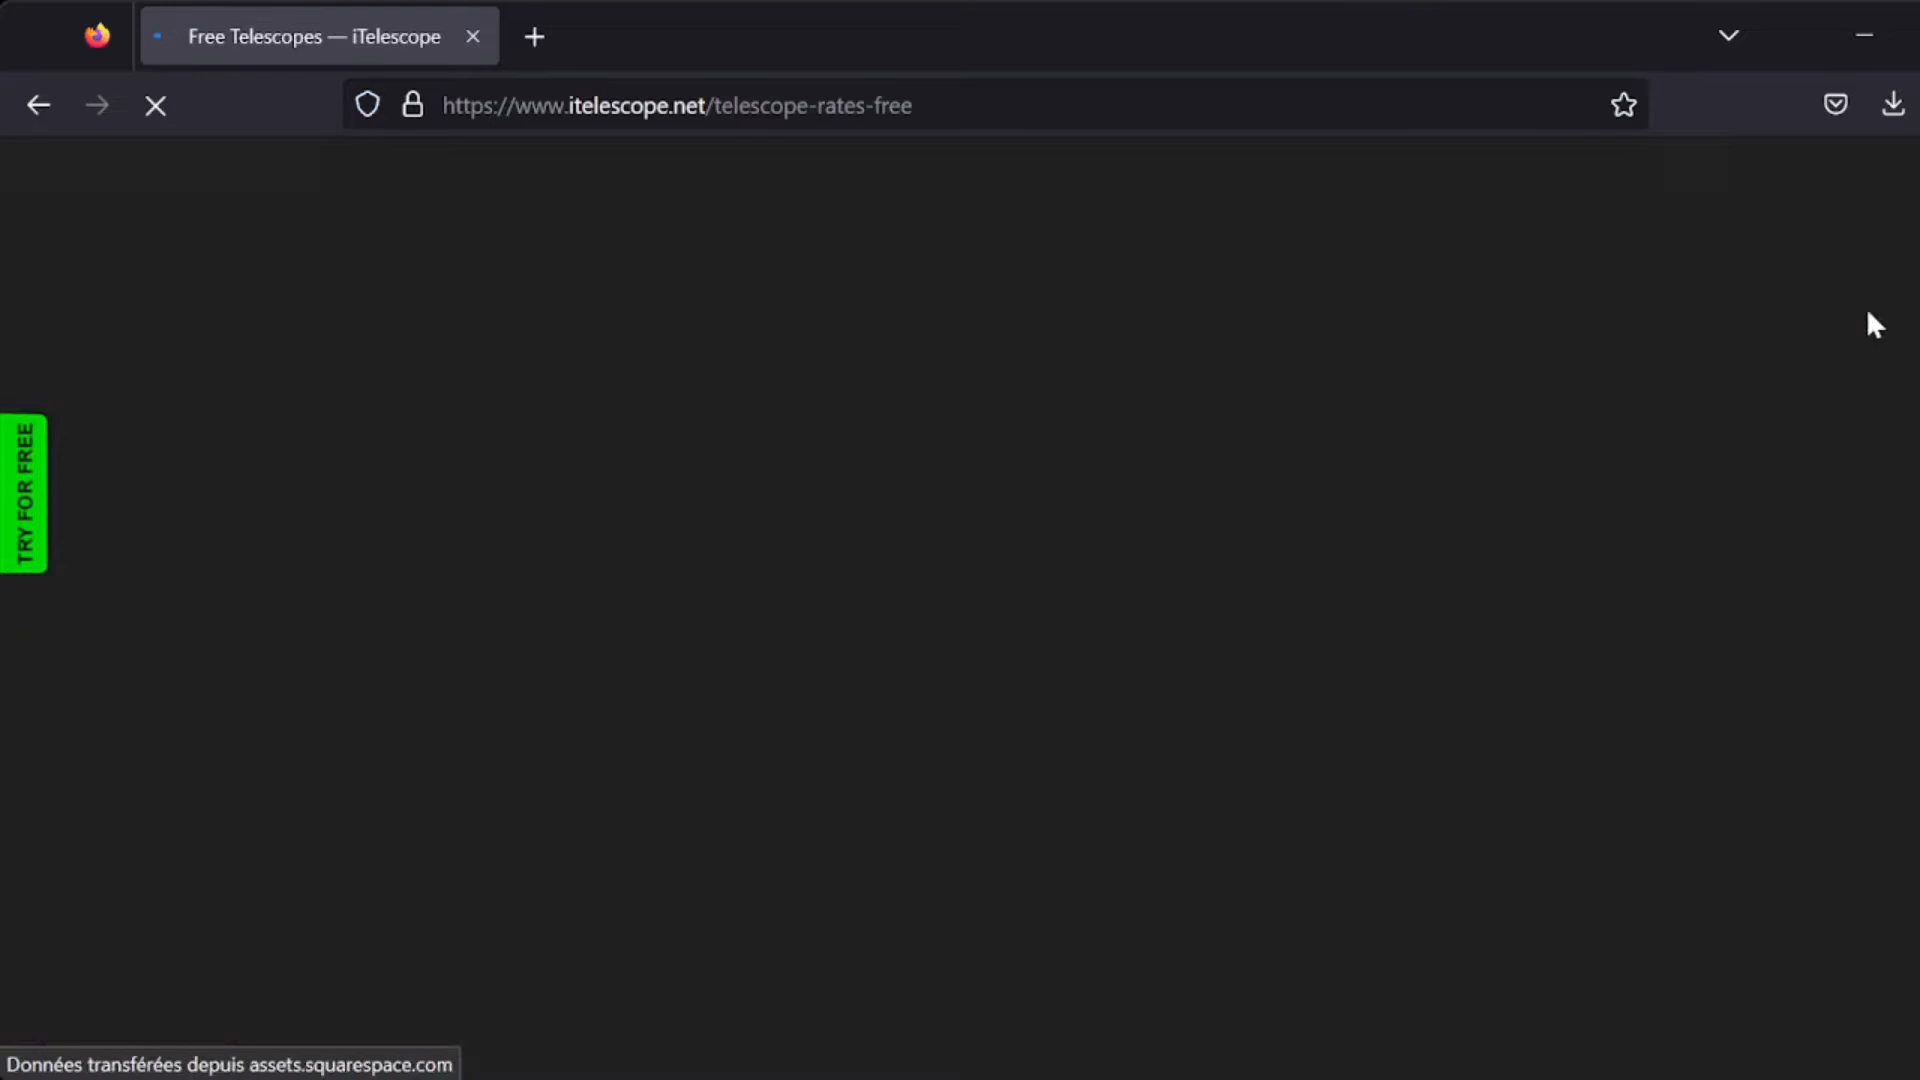 Free Telescopes — iTelescope
https://www.itelescope.net/telescope-rates-free
TRY FOR FREE
Données transférées depuis assets.squarespace.com